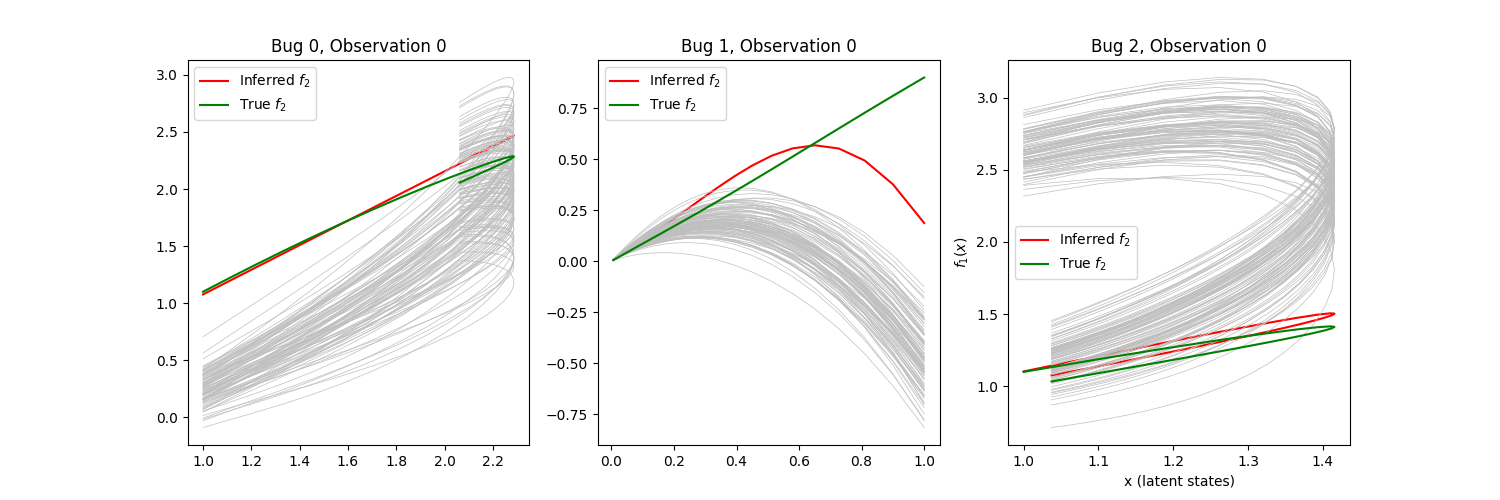 Bug 0, Observation 0
Inferred f₂
True f₂
3.0
2.5
2.0
1.5
1.0
0.5
0.0
1.0 1.2 1.4 1.6 1.8 2.0 2.2
Bug 1, Observation 0
Inferred f₂
True f₂
0.75
0.50
0.25
0.00
−0.25
−0.50
−0.75
0.0 0.2 0.4 0.6 0.8 1.0
Bug 2, Observation 0
Inferred f₂
True f₂
f₁(x)
3.0
2.5
2.0
1.5
1.0
1.0 1.1 1.2 1.3 1.4
x (latent states)